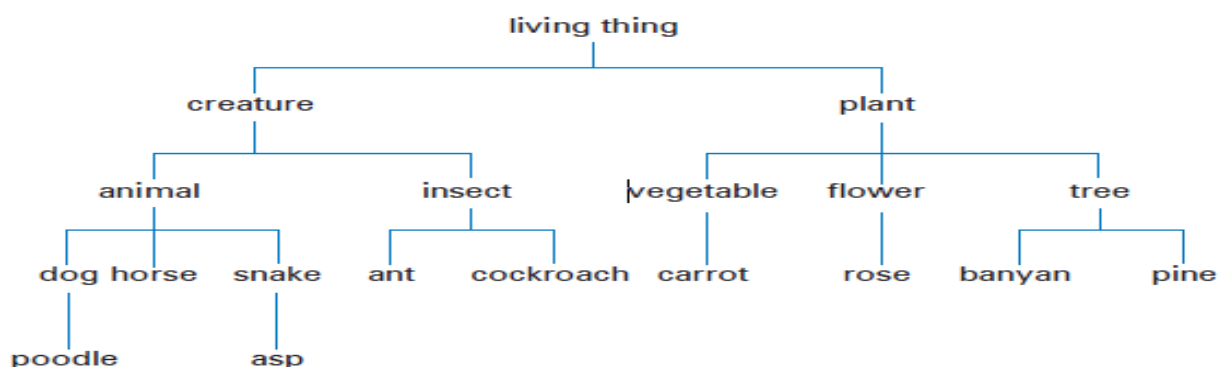 living thing
creature plant
animal insect vegetable flower tree
dog horse snake ant cockroach carrot rose banyan pine
poodle asp